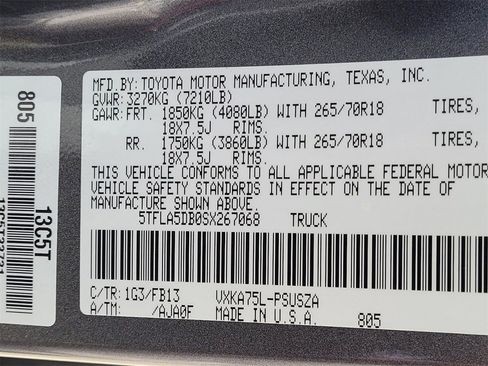 MFD.BY: TOYOTA MOTOR MANUFACTURING, TEXAS, INC.
GVWR: 3270KG (7210LB)
GAWR: FRT. 1850KG (4080LB) WITH 265/70R18 TIRES,
18X7.5J RIMS.
RR. 1750KG (3860LB) WITH 265/70R18 TIRES,
18X7.5J RIMS.
THIS VEHICLE CONFORMS TO ALL APPLICABLE FEDERAL MOTOR
VEHICLE SAFETY STANDARDS IN EFFECT ON THE DATE OF
MANUFACTURE SHOWN ABOVE.
5TFLA5DB0SX267068 TRUCK
C/TR: 1G3/FB13 VXKA75L-PSUSZA
A/TM: /AJA0F MADE IN U.S.A. 805
805
13C5T